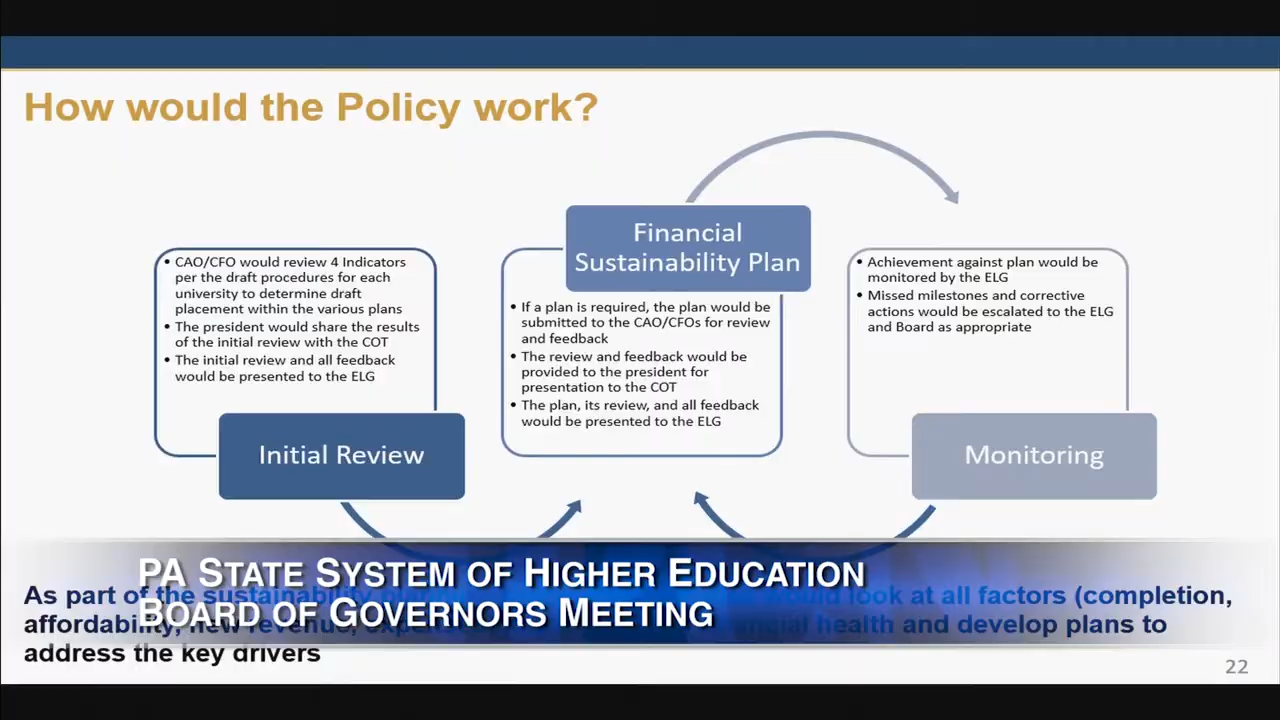 How would the Policy work?
• CAO/CFO would review 4 Indicators
per the draft procedures for each
university to determine draft
placement within the various plans
• The president would share the results
of the initial review with the COT
• The initial review and all feedback
would be presented to the ELG
Initial Review
Financial
Sustainability Plan
• If a plan is required, the plan would be
submitted to the CAO/CFOs for review
and feedback
• The review and feedback would be
provided to the president for
presentation to the COT
• The plan, its review, and all feedback
would be presented to the ELG
• Achievement against plan would be
monitored by the ELG
• Missed milestones and corrective
actions would be escalated to the ELG
and Board as appropriate
Monitoring
PA STATE SYSTEM OF HIGHER EDUCATION
BOARD OF GOVERNORS MEETING
As part of the sustainability would look at all factors (completion,
affordability, new revenue, health and develop plans to
address the key drivers
22